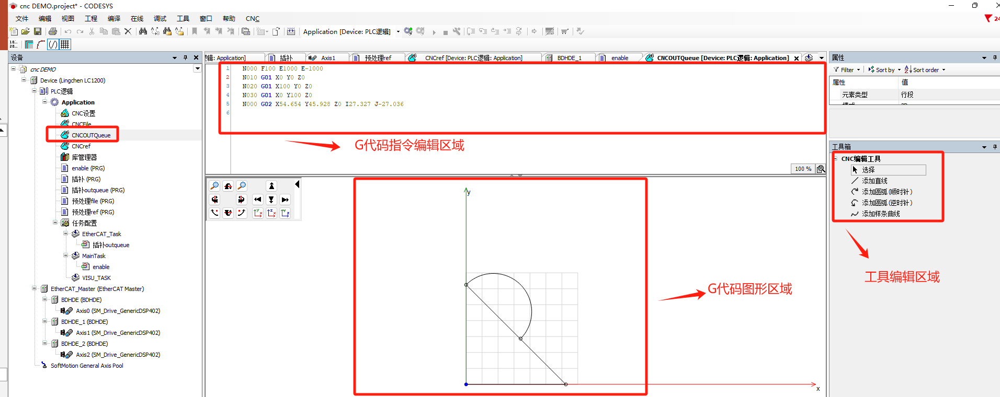 cnc DEMO.project* - CODESYS
文件 编辑 视图 工程 编译 在线 调试 工具 窗口 帮助 CNC
24
Application [Device: PLC逻辑]
设备
cnc DEMO
Device (Lingchen LC1200)
PLC逻辑
Application
CNC设置
CNCFile
CNCOUTQueue
CNCref
库管理器
enable (PRG)
插补 (PRG)
插补outqueue (PRG)
预处理file (PRG)
预处理ref (PRG)
任务配置
EtherCAT_Task
插补outqueue
MainTask
enable
VISU_TASK
EtherCAT_Master (EtherCAT Master)
BDHDE (BDHDE)
Axis0 (SM_Drive_GenericDSP402)
BDHDE_1 (BDHDE)
Axis1 (SM_Drive_GenericDSP402)
BDHDE_2 (BDHDE)
Axis2 (SM_Drive_GenericDSP402)
SoftMotion General Axis Pool
逻辑: Application] 插补 Axis1 预处理ref CNCref [Device: PLC逻辑: Application] BDHDE_1 enable CNCOUTQueue [Device: PLC逻辑: Application]
1 N000 F100 E1000 E-1000
2 N010 G01 X0 Y0 Z0
3 N020 G01 X100 Y0 Z0
4 N030 G01 X0 Y100 Z0
5 N000 G02 X54.654 Y45.928 Z0 I27.327 J-27.036
6
G代码指令编辑区域
100 %
y
x
G代码图形区域
属性
Filter Sort by Sort order
属性 值
元素类型 行段
工具箱
CNC编辑工具
选择
添加直线
添加圆弧(顺时针)
添加圆弧(逆时针)
添加样条曲线
工具编辑区域